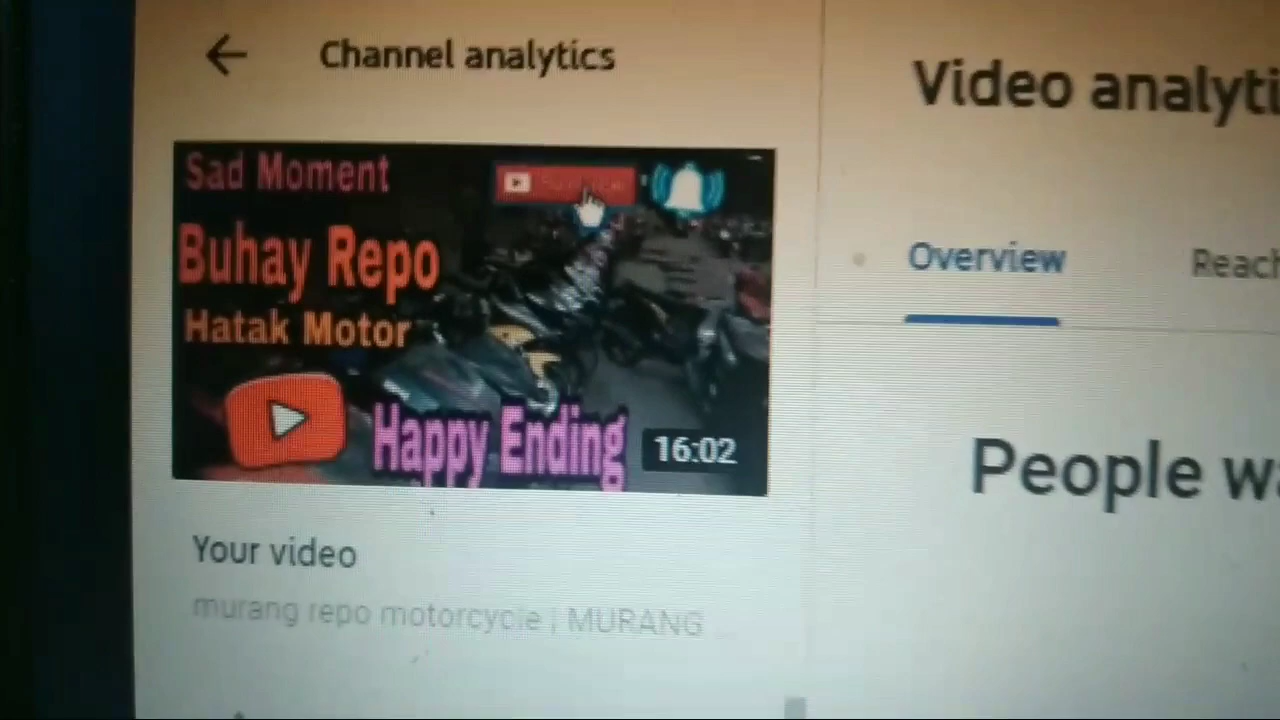 Channel analytics
Sad Moment
Buhay Repo
Hatak Motor
Happy Ending
16:02
Your video
murang repo motorcycle | MURANG
Video analyti
Overview
Reach
People wa